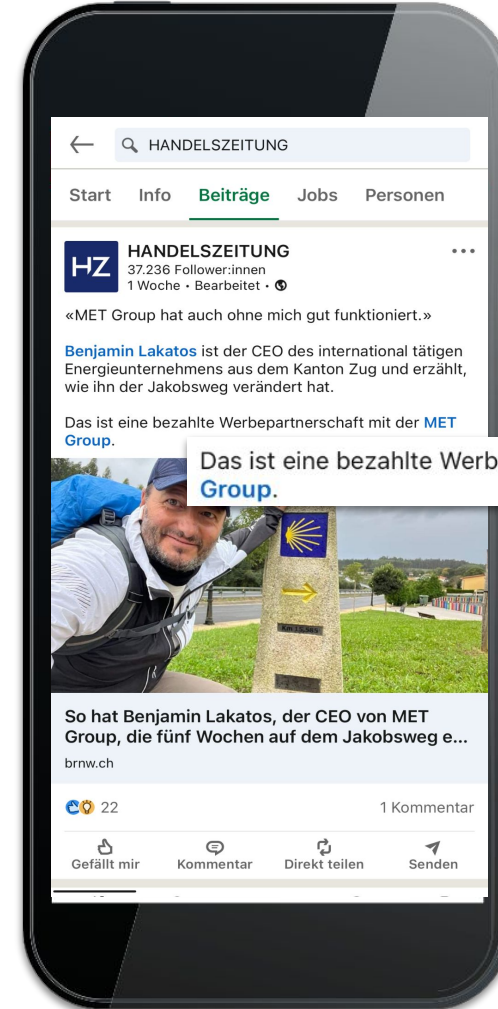 HANDELSZEITUNG
Start Info Beiträge Jobs Personen
HZ
HANDELSZEITUNG
37.236 Follower:innen
1 Woche • Bearbeitet •
«MET Group hat auch ohne mich gut funktioniert.»
Benjamin Lakatos ist der CEO des international tätigen
Energieunternehmens aus dem Kanton Zug und erzählt,
wie ihn der Jakobsweg verändert hat.
Das ist eine bezahlte Werbepartnerschaft mit der MET
Group.
Das ist eine bezahlte Werb
Group.
So hat Benjamin Lakatos, der CEO von MET
Group, die fünf Wochen auf dem Jakobsweg e...
brnw.ch
22
1 Kommentar
Gefällt mir Kommentar Direkt teilen Senden